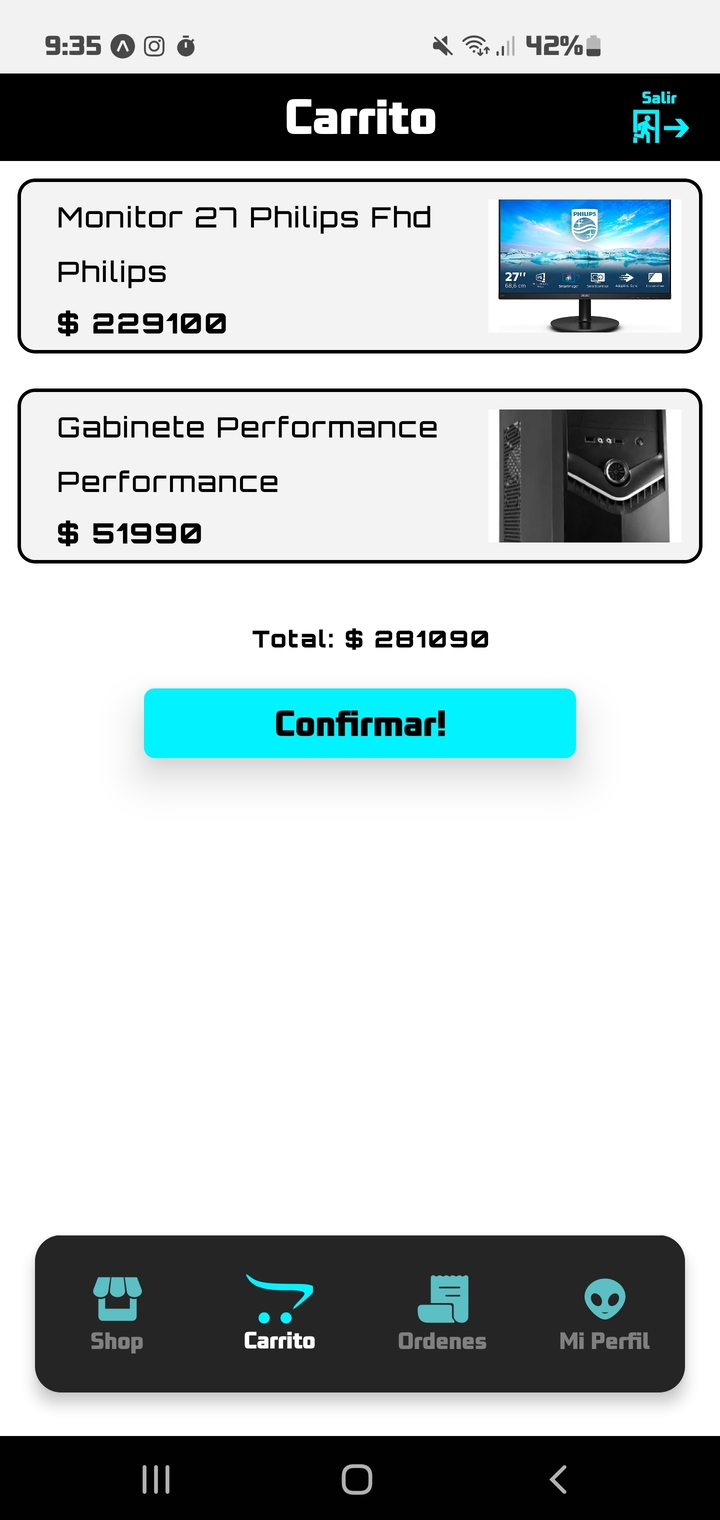 9:35 42%
Carrito
Salir
Monitor 27 Philips Fhd
Philips
$ 229100
PHILIPS
27''
68,6 cm
Gabinete Performance
Performance
$ 51990
Total: $ 281090
Confirmar!
Shop
Carrito
Ordenes
Mi Perfil